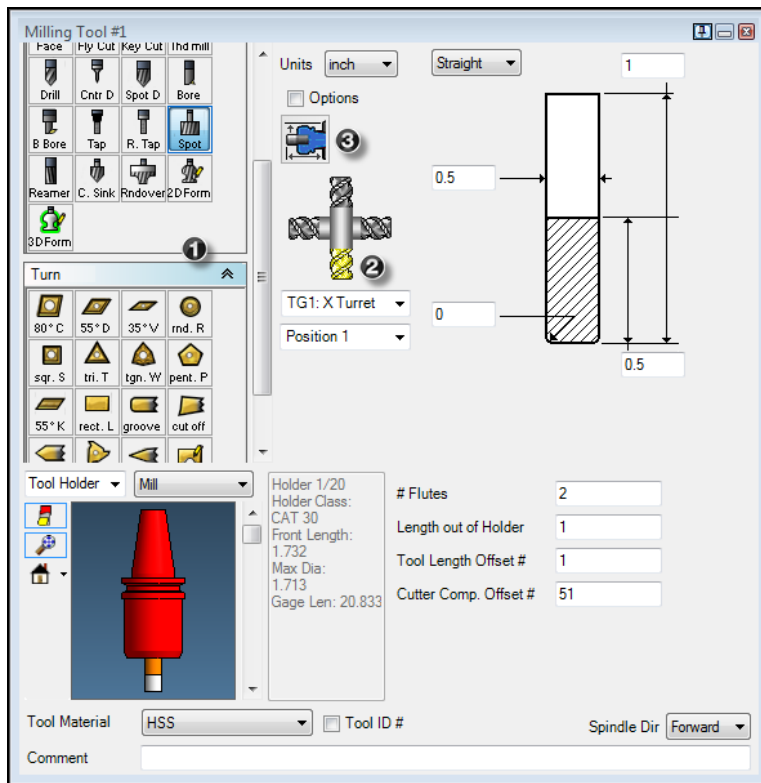 Milling Tool #1
Face Fly Cut Key Cut Thd mill
Drill Cntr D Spot D Bore
B Bore Tap R. Tap Spot
Reamer C. Sink Rndover 2D Form
3D Form
1
Turn
80° C 55° D 35° V rnd. R
sqr. S tri. T tgn. W pent. P
55° K rect. L groove cut off
Units inch Straight 1
Options
3
0.5
2
TG1: X Turret
0
Position 1
0.5
Tool Holder Mill
Holder 1/20
Holder Class:
CAT 30
Front Length:
1.732
Max Dia:
1.713
Gage Len: 20.833
# Flutes 2
Length out of Holder 1
Tool Length Offset # 1
Cutter Comp. Offset # 51
Tool Material HSS Tool ID # Spindle Dir Forward
Comment